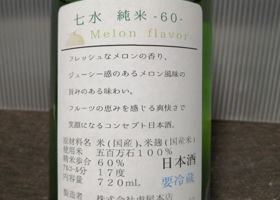 七水 純米 -60-
Melon flavor
フレッシュなメロンの香り、
ジューシー感のあるメロン風味の
旨みのある味わい。
フルーツの恵みを感じる爽快さで
笑顔になるコンセプト日本酒。
原材料名 米(国産)、米麹(国産米)
使用米 五百万石100%
精米歩合 60% 日本酒
アルコール分 17度 要冷蔵
内容量 720mL
製造者 株式会社虎屋本店